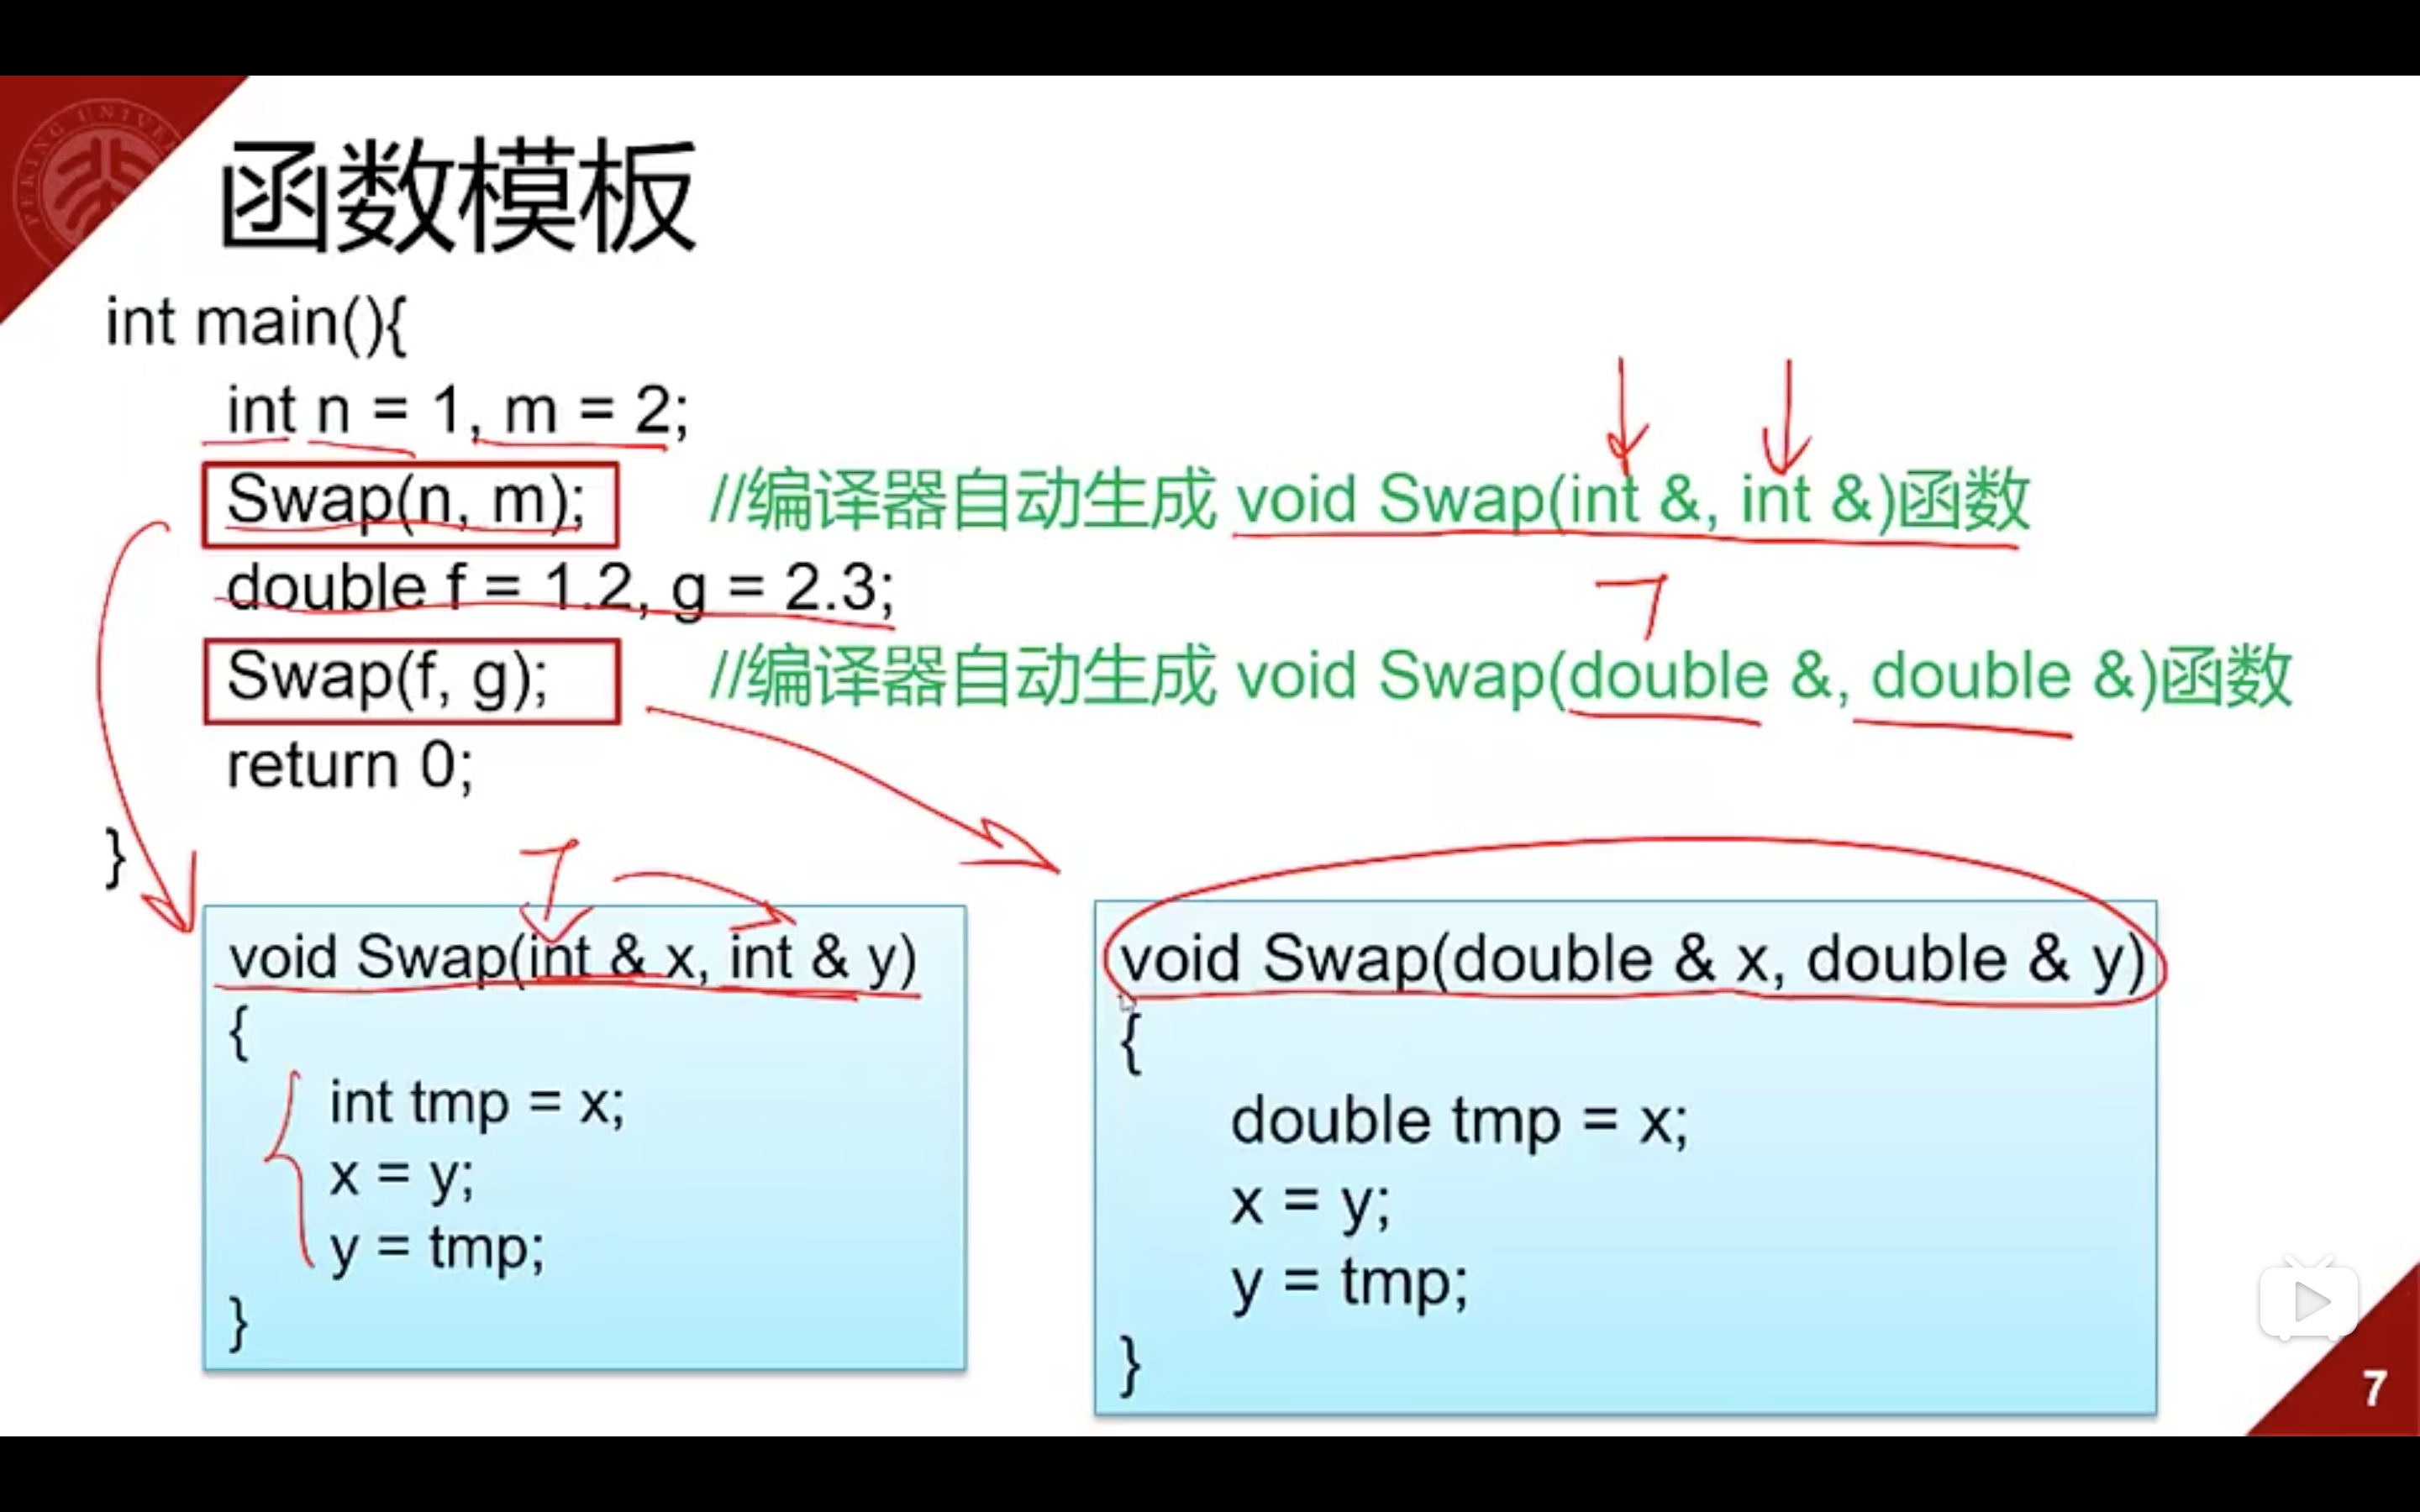 函数模板
int main(){
int n = 1, m = 2;
Swap(n, m); //编译器自动生成 void Swap(int &, int &)函数
double f = 1.2, g = 2.3;
Swap(f, g); //编译器自动生成 void Swap(double &, double &)函数
return 0;
}
void Swap(int & x, int & y)
{
int tmp = x;
x = y;
y = tmp;
}
void Swap(double & x, double & y)
{
double tmp = x;
x = y;
y = tmp;
}
7